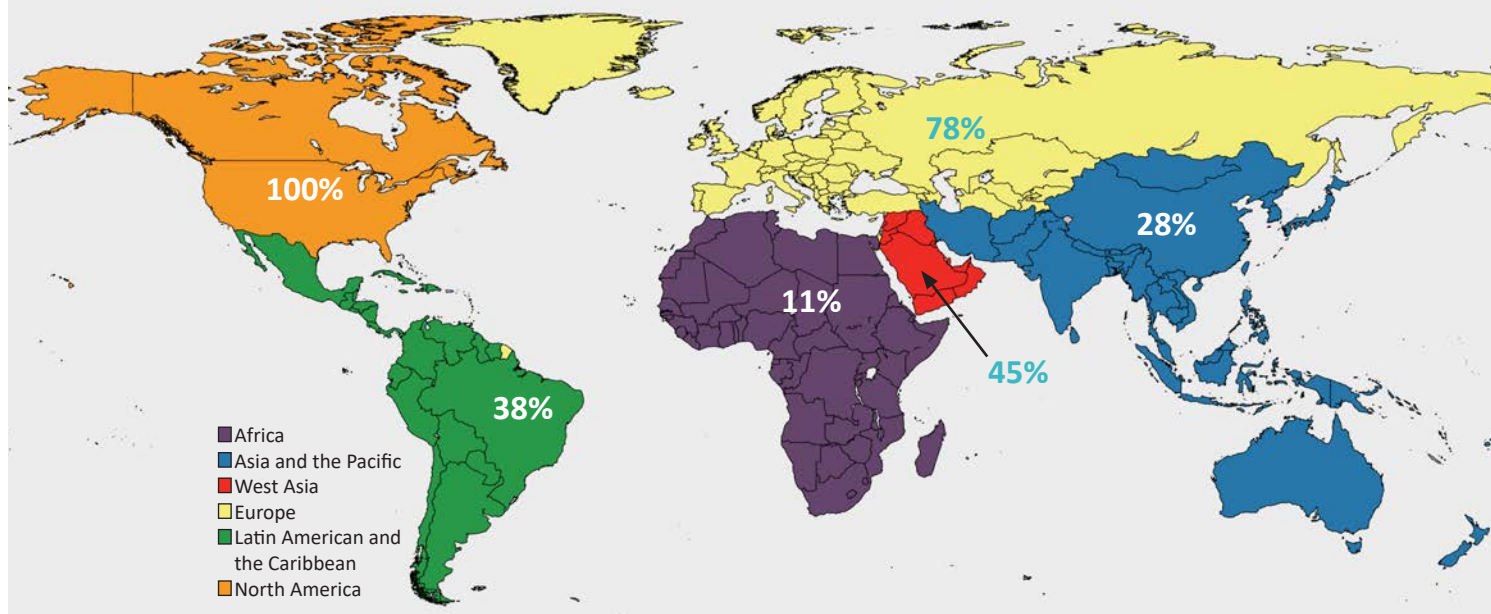 78%
100%
28%
11%
45%
38%
Africa
Asia and the Pacific
West Asia
Europe
Latin American and
the Caribbean
North America